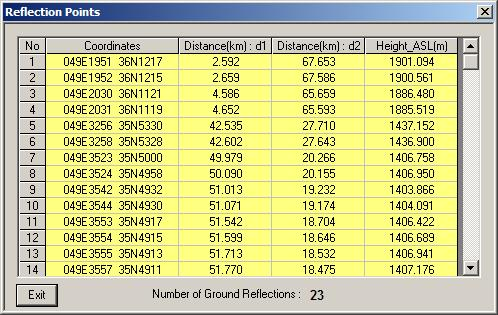 Reflection Points
No Coordinates Distance(km) : d1 Distance(km) : d2 Height_ASL(m)
1 049E1951 36N1217 2.592 67.653 1901.094
2 049E1952 36N1215 2.659 67.586 1900.561
3 049E2030 36N1121 4.586 65.659 1886.480
4 049E2031 36N1119 4.652 65.593 1885.519
5 049E3256 35N5330 42.535 27.710 1437.152
6 049E3258 35N5328 42.602 27.643 1436.900
7 049E3523 35N5000 49.979 20.266 1406.758
8 049E3524 35N4958 50.090 20.155 1406.950
9 049E3542 35N4932 51.013 19.232 1403.866
10 049E3544 35N4930 51.071 19.174 1404.091
11 049E3553 35N4917 51.542 18.704 1406.422
12 049E3554 35N4915 51.599 18.646 1406.689
13 049E3555 35N4913 51.713 18.532 1406.941
14 049E3557 35N4911 51.770 18.475 1407.176
Exit Number of Ground Reflections : 23